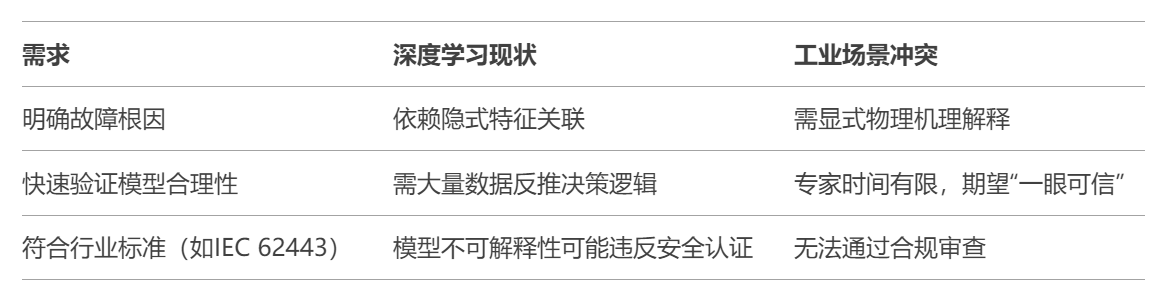 需求 深度学习现状 工业场景冲突
明确故障根因 依赖隐式特征关联 需显式物理机理解释
快速验证模型合理性 需大量数据反推决策逻辑 专家时间有限，期望“一眼可信”
符合行业标准（如IEC 62443） 模型不可解释性可能违反安全认证 无法通过合规审查